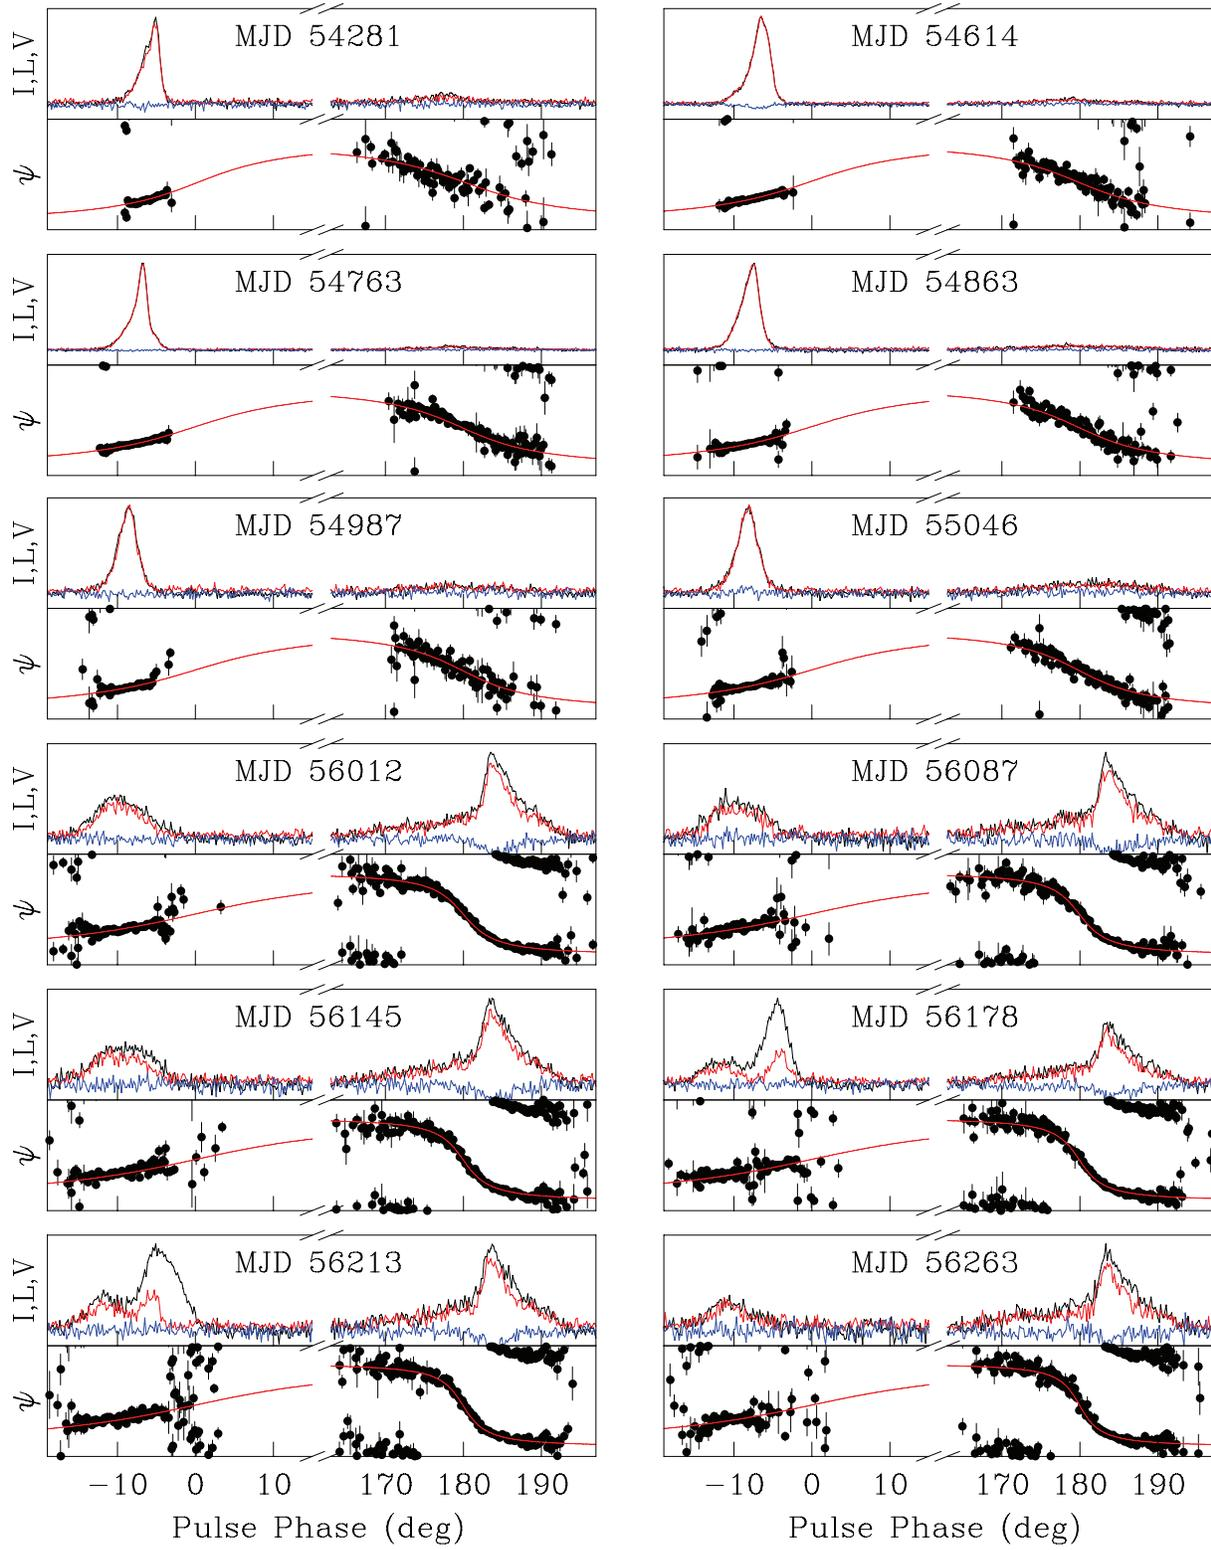 I,L,V MJD 54281 MJD 54614
ψ
I,L,V MJD 54763 MJD 54863
ψ
I,L,V MJD 54987 MJD 55046
ψ
I,L,V MJD 56012 MJD 56087
ψ
I,L,V MJD 56145 MJD 56178
ψ
I,L,V MJD 56213 MJD 56263
ψ
−10 0 10 170 180 190 −10 0 10 170 180 190
Pulse Phase (deg) Pulse Phase (deg)